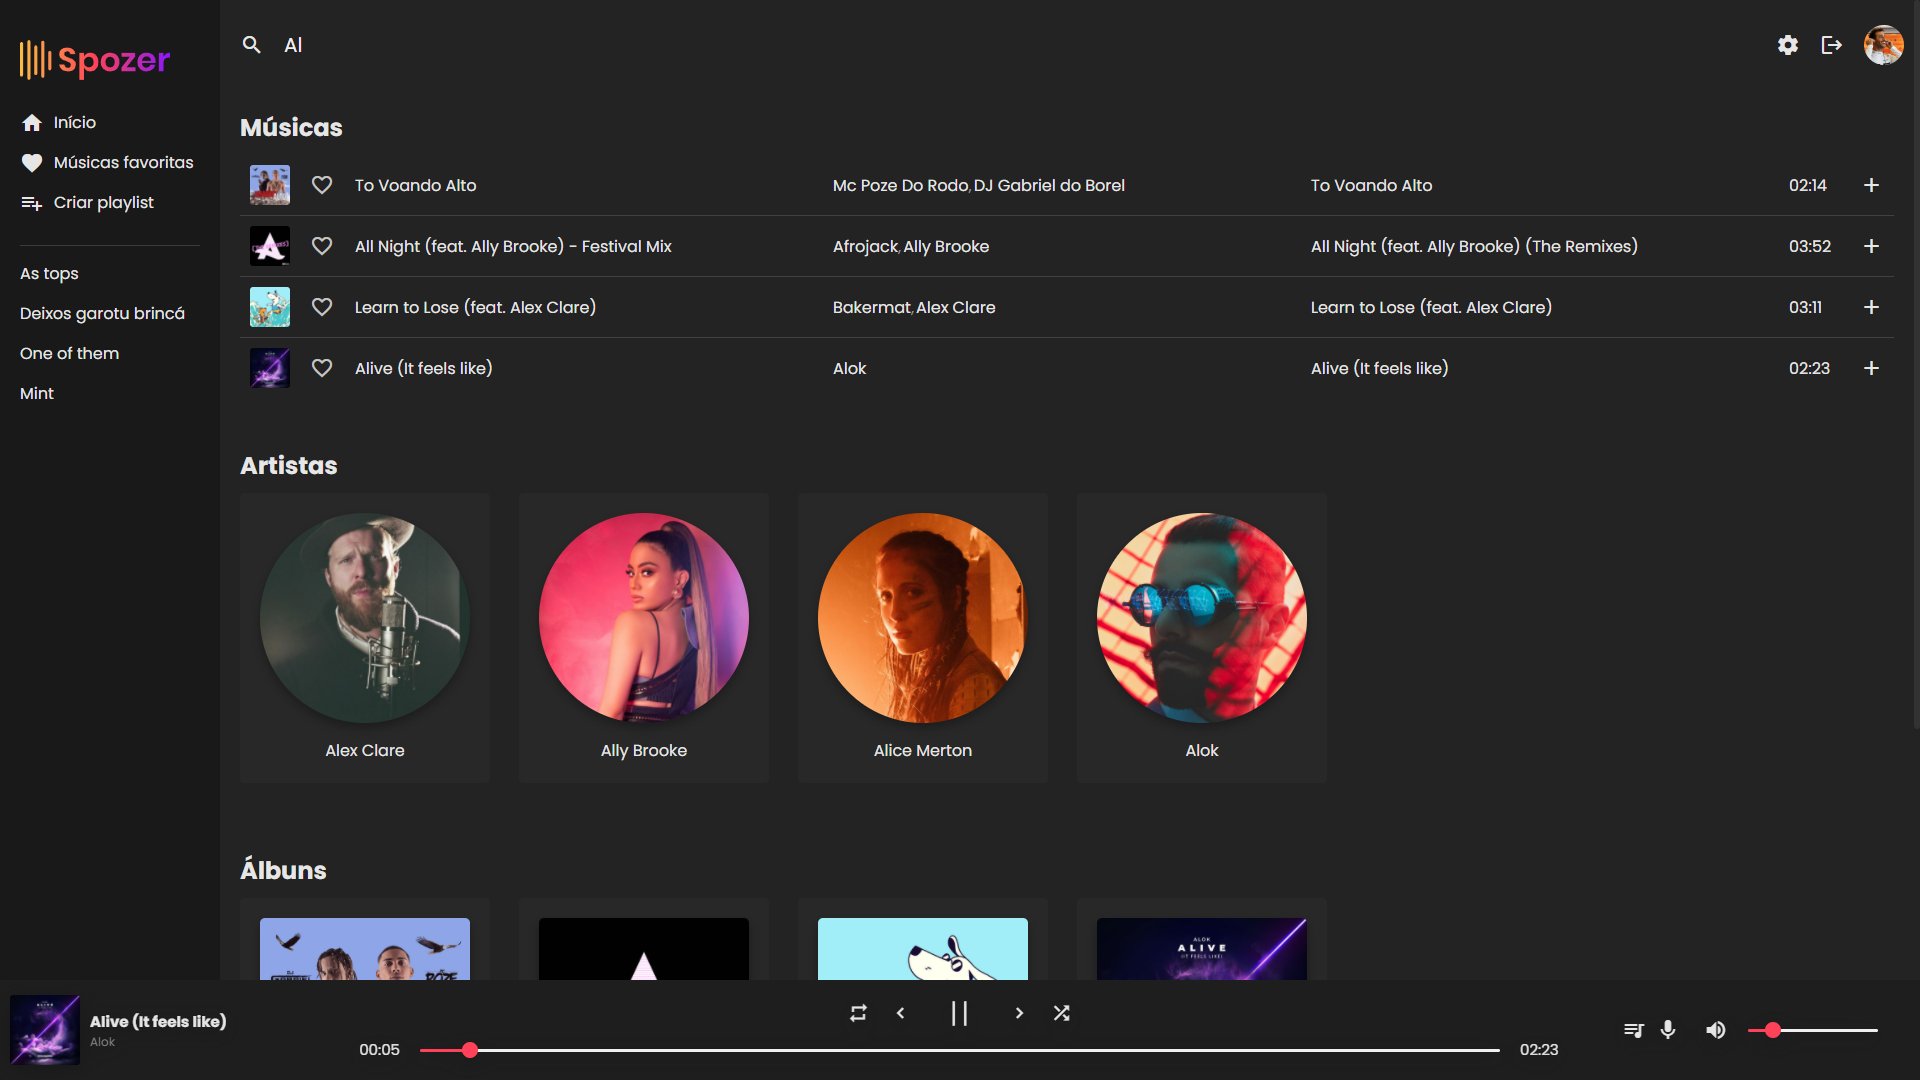 Spozer
Al
Início
Músicas favoritas
Criar playlist
As tops
Deixos garotu brincá
One of them
Mint
Músicas
To Voando Alto Mc Poze Do Rodo, DJ Gabriel do Borel To Voando Alto 02:14
All Night (feat. Ally Brooke) - Festival Mix Afrojack, Ally Brooke All Night (feat. Ally Brooke) (The Remixes) 03:52
Learn to Lose (feat. Alex Clare) Bakermat, Alex Clare Learn to Lose (feat. Alex Clare) 03:11
Alive (It feels like) Alok Alive (It feels like) 02:23
Artistas
Alex Clare Ally Brooke Alice Merton Alok
Álbuns
ALOK
ALIVE
(IT FEELS LIKE)
DJ
POZE
Alive (It feels like)
Alok
00:05 02:23